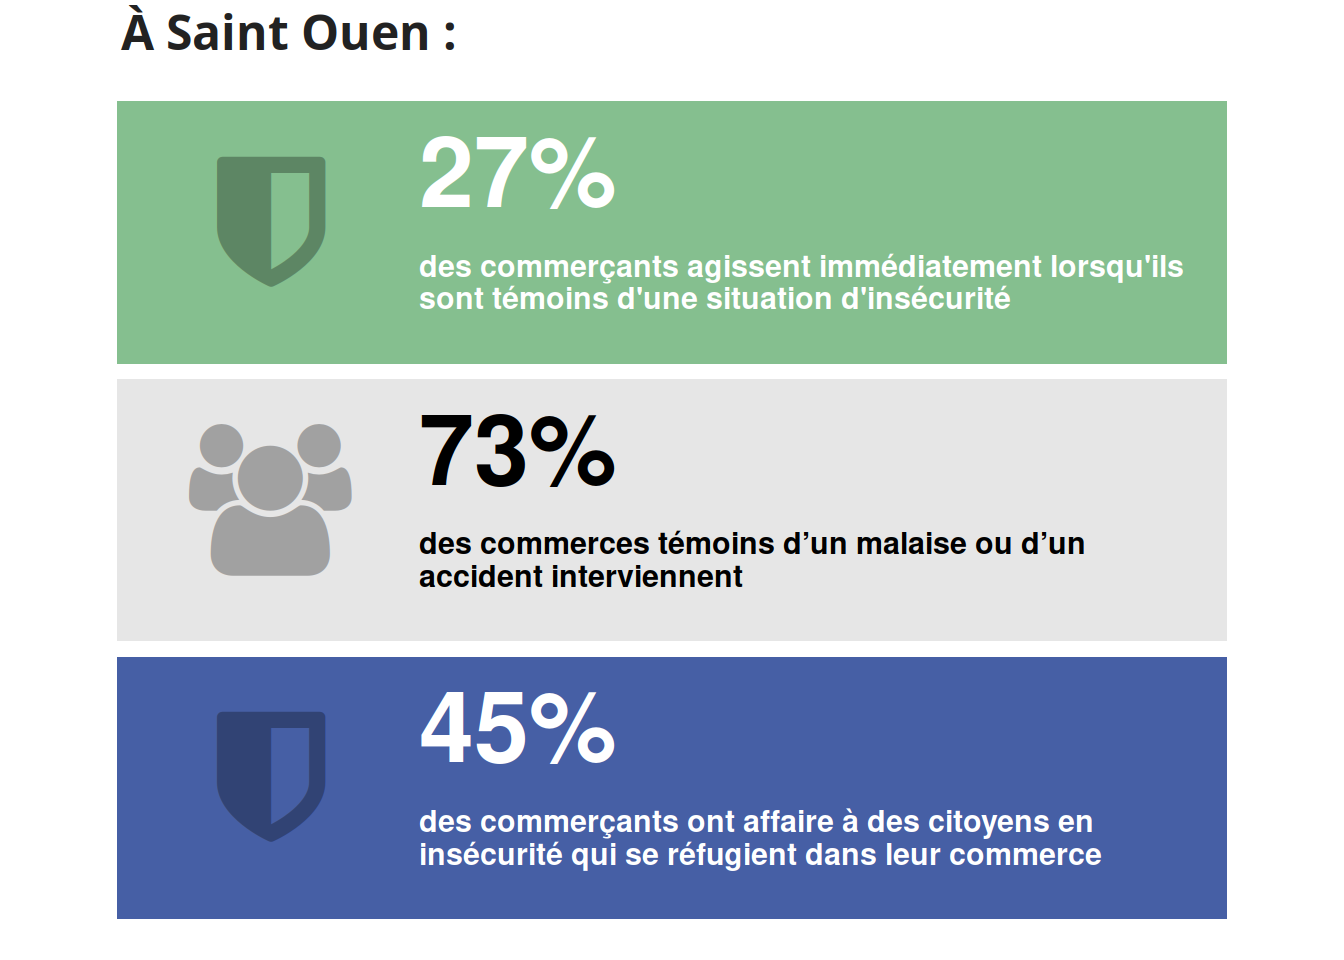 À Saint Ouen :
27%
des commerçants agissent immédiatement lorsqu'ils
sont témoins d'une situation d'insécurité
73%
des commerces témoins d’un malaise ou d’un
accident interviennent
45%
des commerçants ont affaire à des citoyens en
insécurité qui se réfugient dans leur commerce